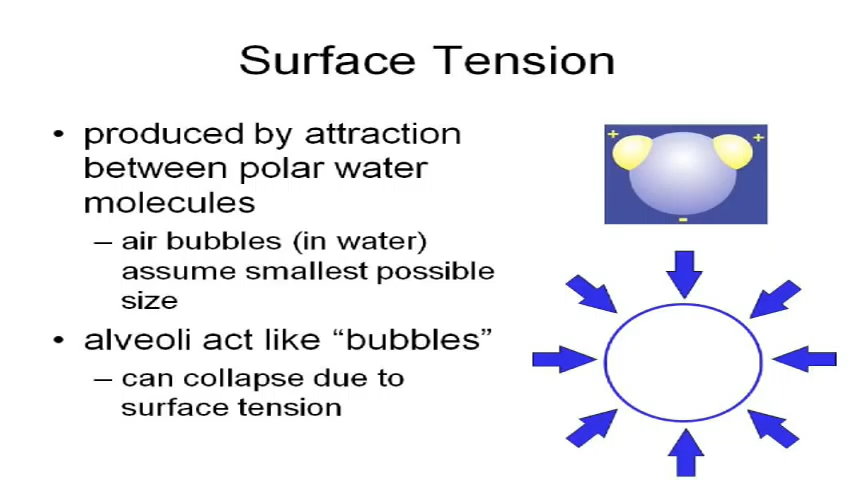 Surface Tension
• produced by attraction
between polar water
molecules
– air bubbles (in water)
assume smallest possible
size
• alveoli act like “bubbles”
– can collapse due to
surface tension
+ +
-